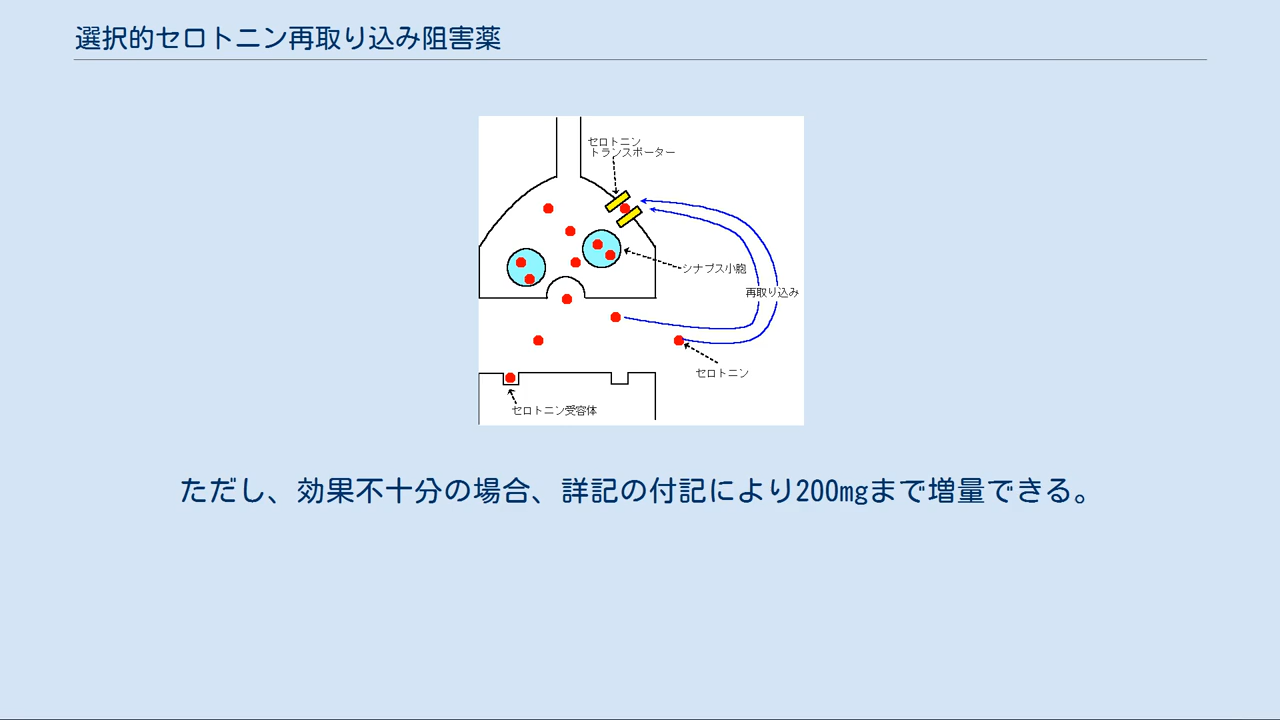 選択的セロトニン再取り込み阻害薬
セロトニン
トランスポーター
シナプス小胞
再取り込み
セロトニン
セロトニン受容体
ただし、効果不十分の場合、詳記の付記により200mgまで増量できる。